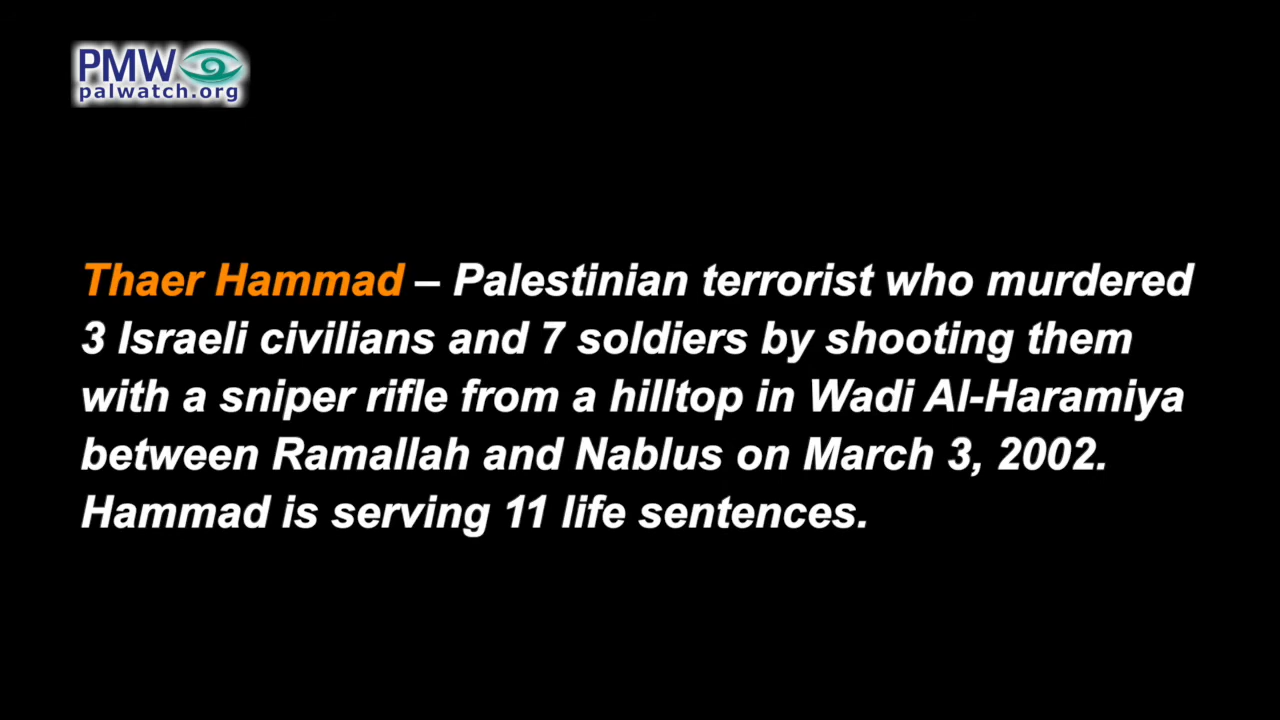 PMW
palwatch.org
Thaer Hammad – Palestinian terrorist who murdered
3 Israeli civilians and 7 soldiers by shooting them
with a sniper rifle from a hilltop in Wadi Al-Haramiya
between Ramallah and Nablus on March 3, 2002.
Hammad is serving 11 life sentences.